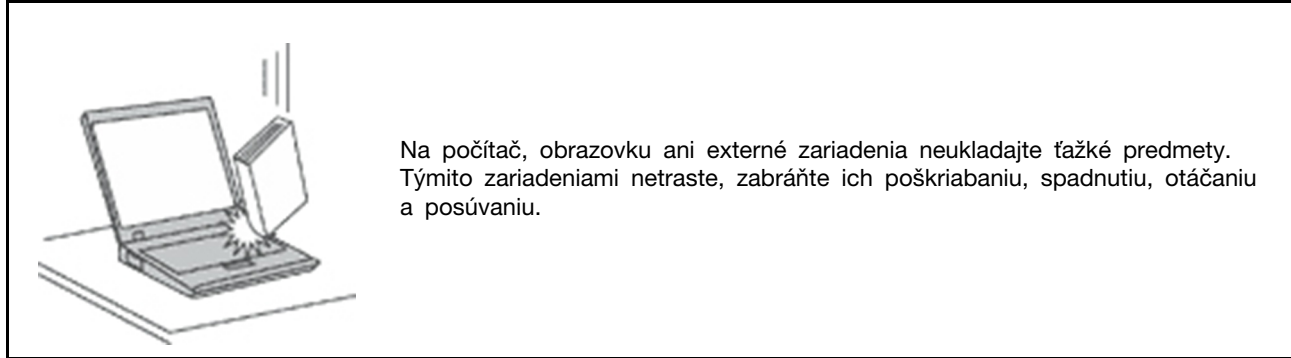 Na počítač, obrazovku ani externé zariadenia neukladajte ťažké predmety.
Týmito zariadeniami netraste, zabráňte ich poškriabaniu, spadnutiu, otáčaniu
a posúvaniu.